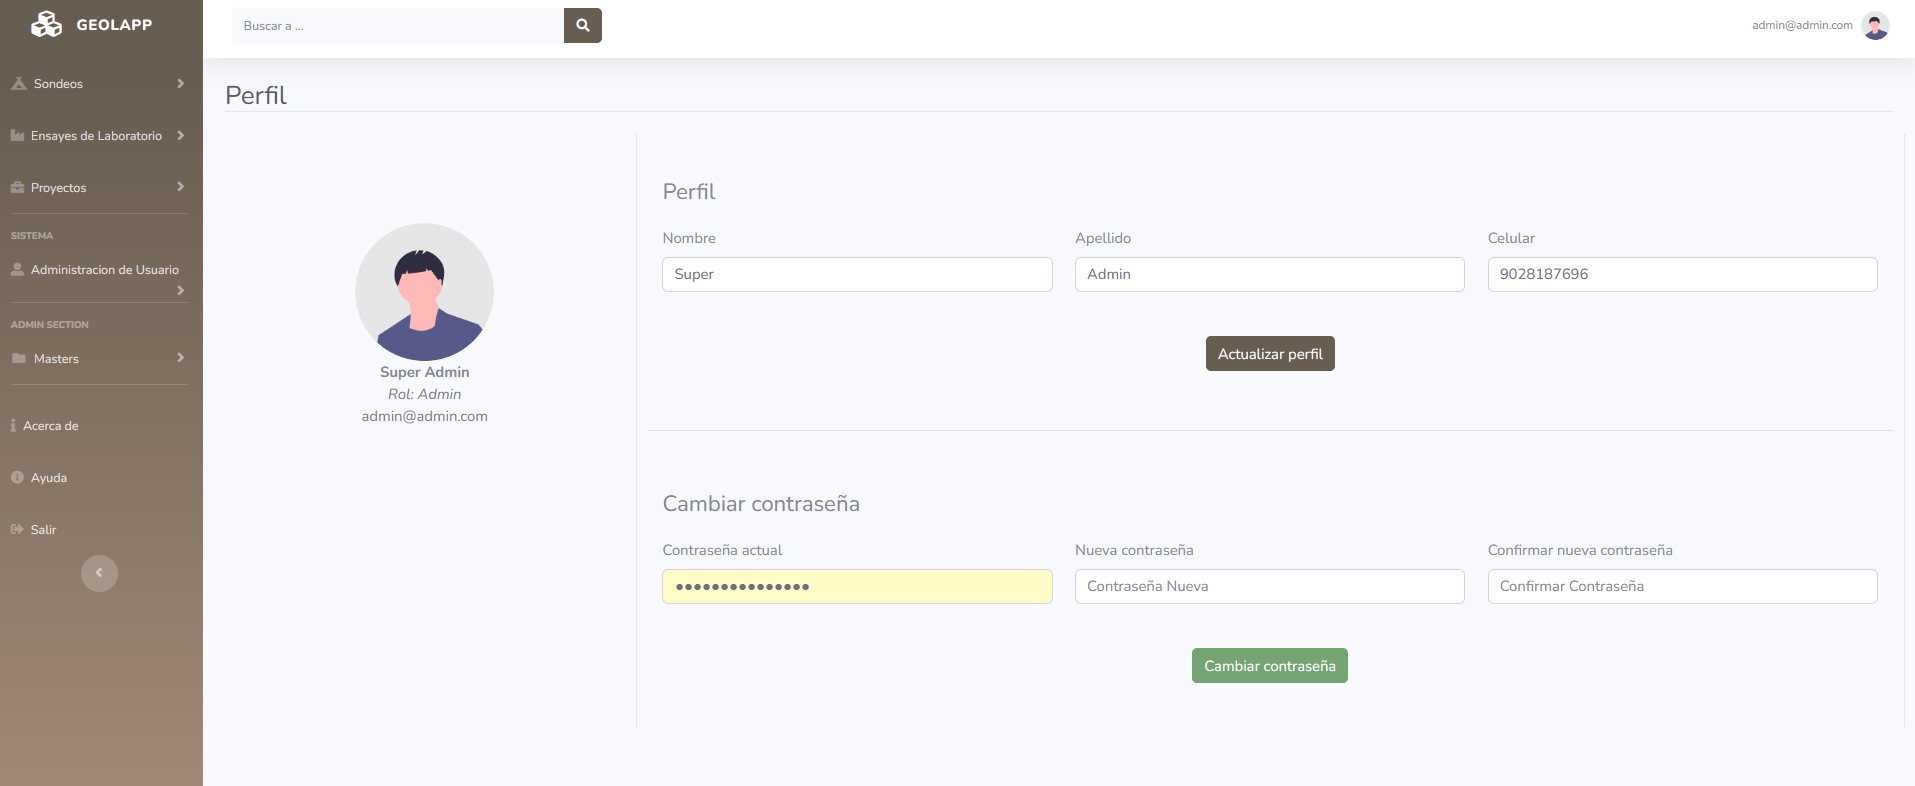 GEOLAPP
Buscar a ...
admin@admin.com
Sondeos
Ensayes de Laboratorio
Proyectos
SISTEMA
Administracion de Usuario
ADMIN SECTION
Masters
Acerca de
Ayuda
Salir
Perfil
Super Admin
Rol: Admin
admin@admin.com
Perfil
Nombre Apellido Celular
Super Admin 9028187696
Actualizar perfil
Cambiar contraseña
Contraseña actual Nueva contraseña Confirmar nueva contraseña
Contraseña Nueva Confirmar Contraseña
Cambiar contraseña